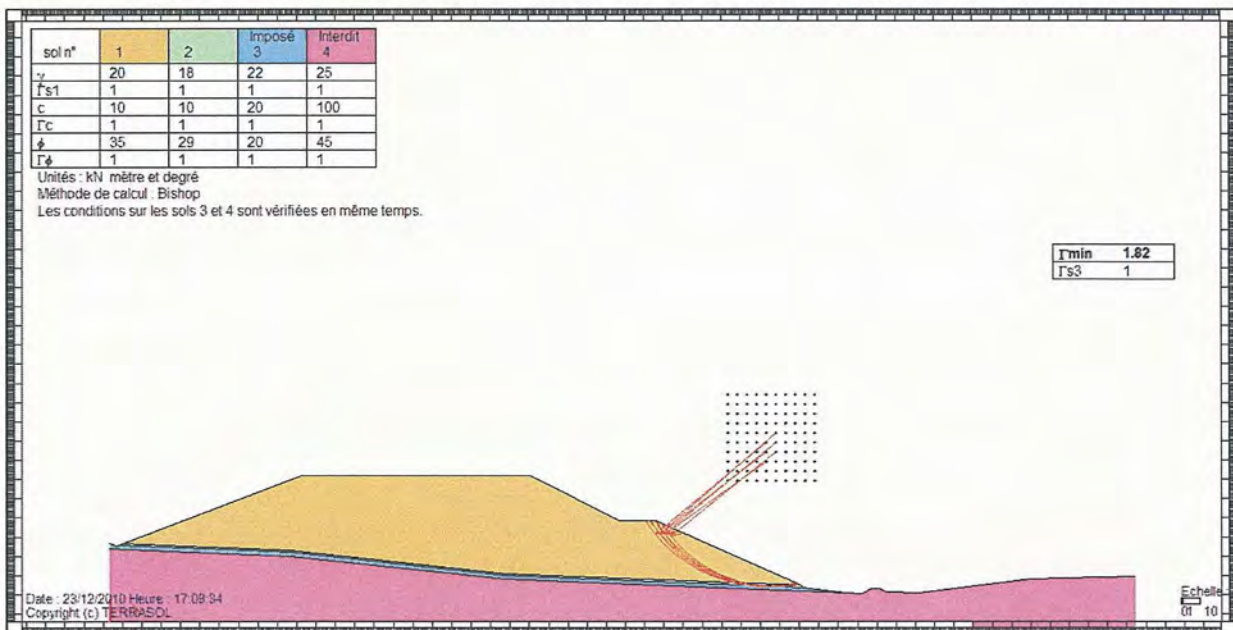 sol n° 1 2 Imposé 3 Interdit 4
γ 20 18 22 25
Γs1 1 1 1 1
c 10 10 20 100
Γc 1 1 1 1
ϕ 35 29 20 45
Γϕ 1 1 1 1
Unités : kN mètre et degré
Méthode de calcul : Bishop
Les conditions sur les sols 3 et 4 sont vérifiées en même temps.
Γmin 1.82
Γs3 1
Date : 23/12/2010 Heure : 17:09:34
Copyright (c) TERRASOL
Echelle
0 10